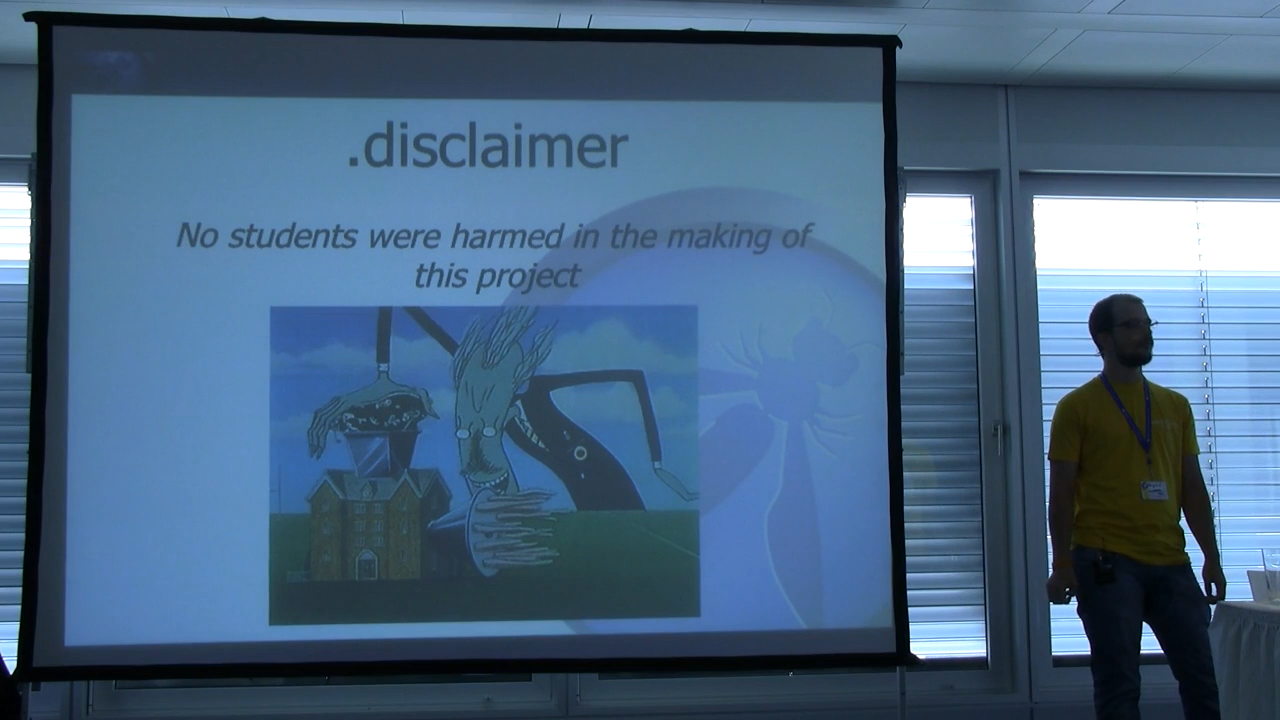 .disclaimer
No students were harmed in the making of
this project